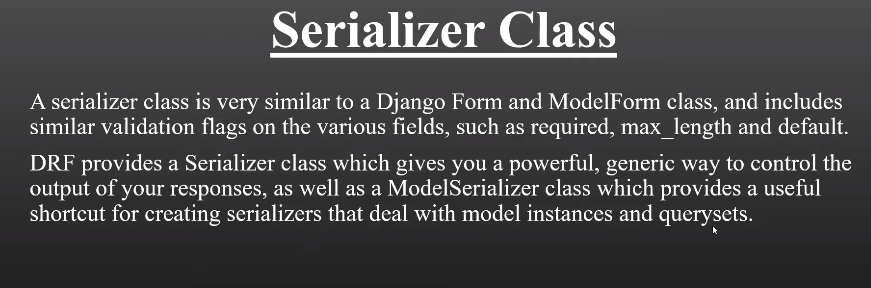 Serializer Class
A serializer class is very similar to a Django Form and ModelForm class, and includes
similar validation flags on the various fields, such as required, max_length and default.
DRF provides a Serializer class which gives you a powerful, generic way to control the
output of your responses, as well as a ModelSerializer class which provides a useful
shortcut for creating serializers that deal with model instances and querysets.